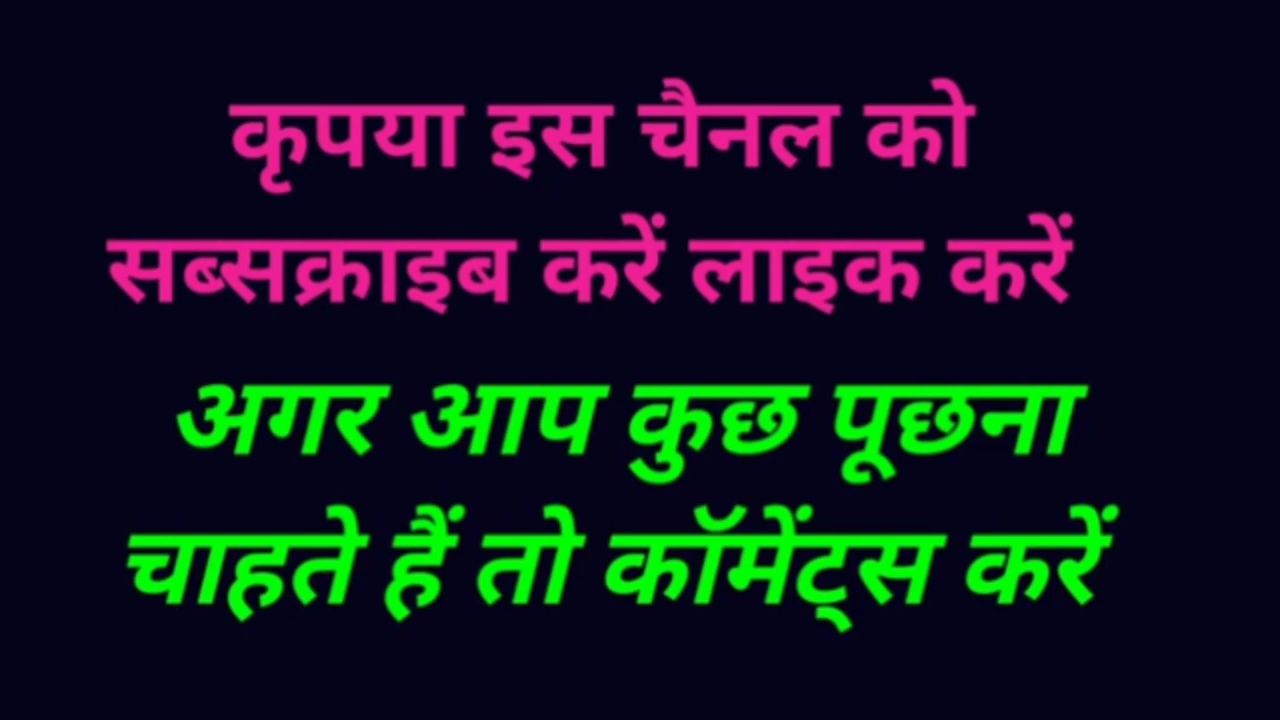 कृपया इस चैनल को
सब्सक्राइब करें लाइक करें
अगर आप कुछ पूछना
चाहते हैं तो कॉमेंट्स करें